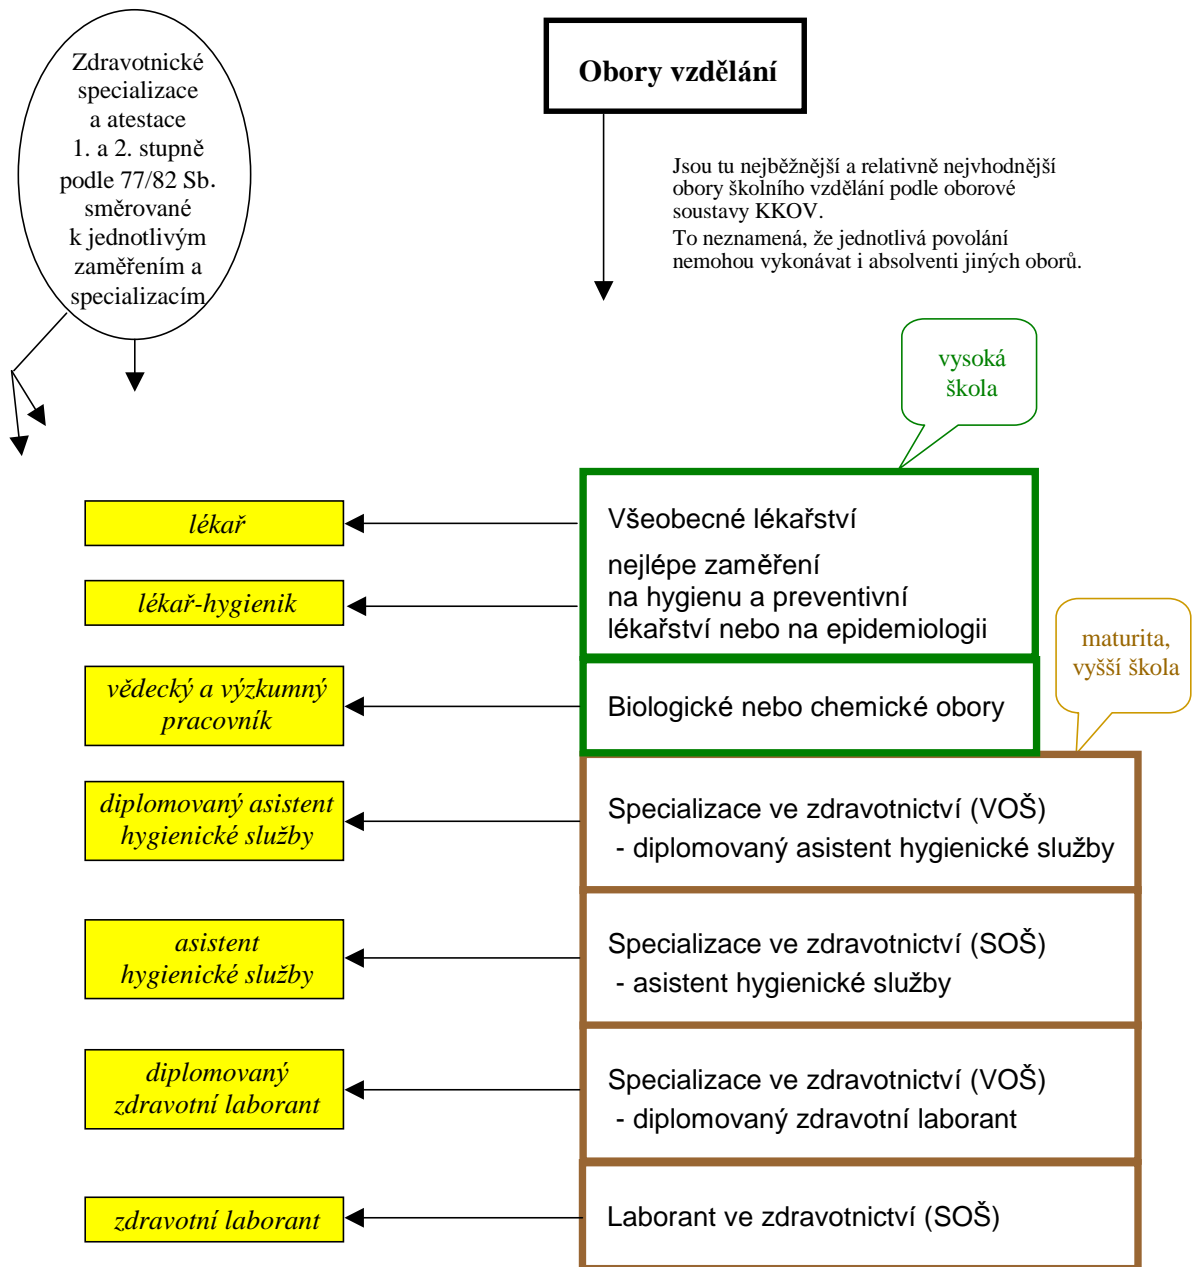 Zdravotnické
specializace
a atestace
1. a 2. stupně
podle 77/82 Sb.
směrované
k jednotlivým
zaměřením a
specializacím
Obory vzdělání
Jsou tu nejběžnější a relativně nejvhodnější
obory školního vzdělání podle oborové
soustavy KKOV.
To neznamená, že jednotlivá povolání
nemohou vykonávat i absolventi jiných oborů.
vysoká
škola
lékař
Všeobecné lékařství
lékař-hygienik
nejlépe zaměření
na hygienu a preventivní
lékařství nebo na epidemiologii
maturita,
vyšší škola
vědecký a výzkumný
pracovník
Biologické nebo chemické obory
diplomovaný asistent
hygienické služby
Specializace ve zdravotnictví (VOŠ)
- diplomovaný asistent hygienické služby
asistent
hygienické služby
Specializace ve zdravotnictví (SOŠ)
- asistent hygienické služby
diplomovaný
zdravotní laborant
Specializace ve zdravotnictví (VOŠ)
- diplomovaný zdravotní laborant
zdravotní laborant
Laborant ve zdravotnictví (SOŠ)